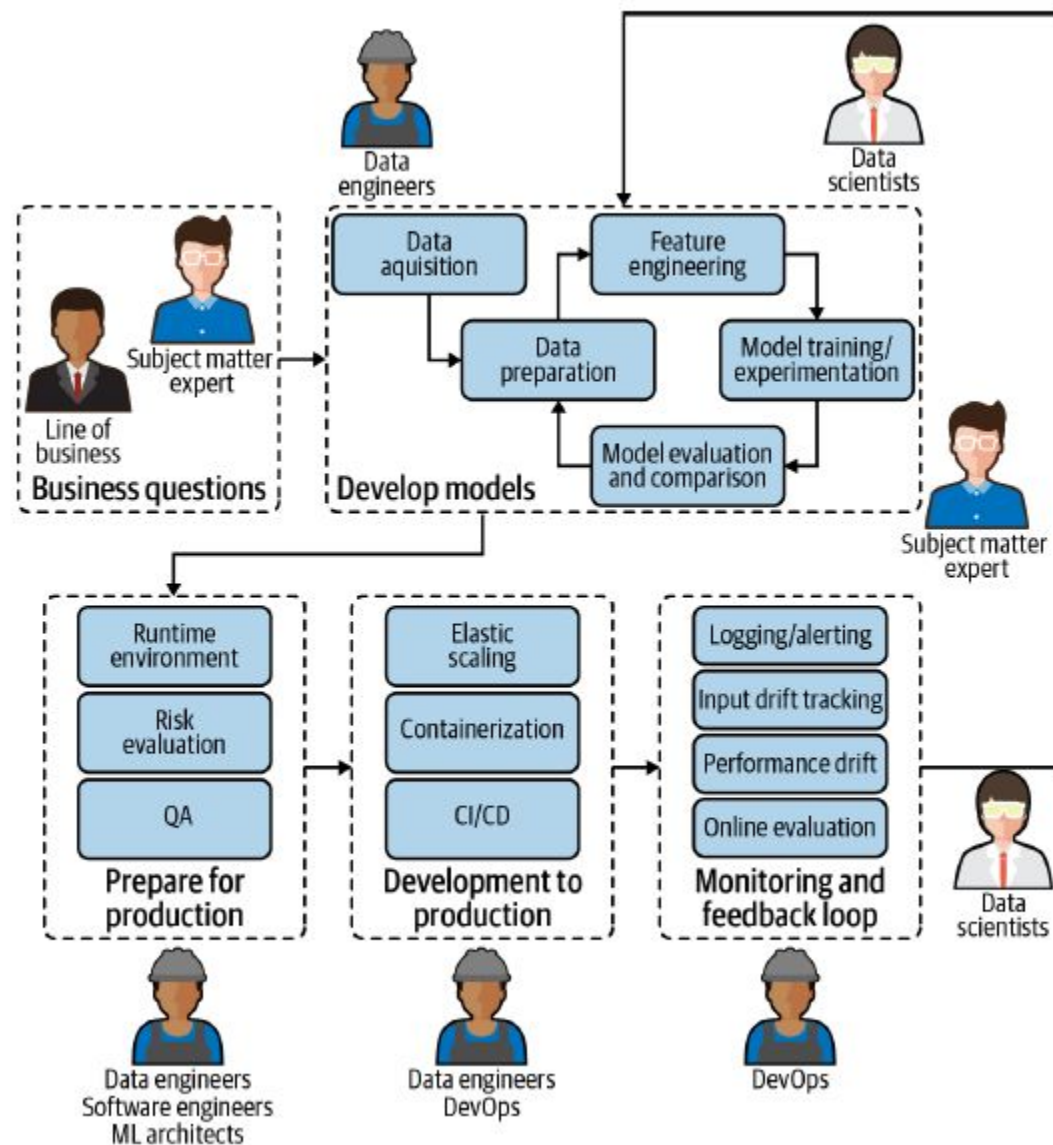 Data
engineers
Data
scientists
Data
aquisition
Feature
engineering
Subject matter
expert
Line of
business
Business questions
Data
preparation
Model training/
experimentation
Model evaluation
and comparison
Develop models
Subject matter
expert
Runtime
environment
Risk
evaluation
QA
Prepare for
production
Elastic
scaling
Containerization
CI/CD
Development to
production
Logging/alerting
Input drift tracking
Performance drift
Online evaluation
Monitoring and
feedback loop
Data
scientists
Data engineers
Software engineers
ML architects
Data engineers
DevOps
DevOps